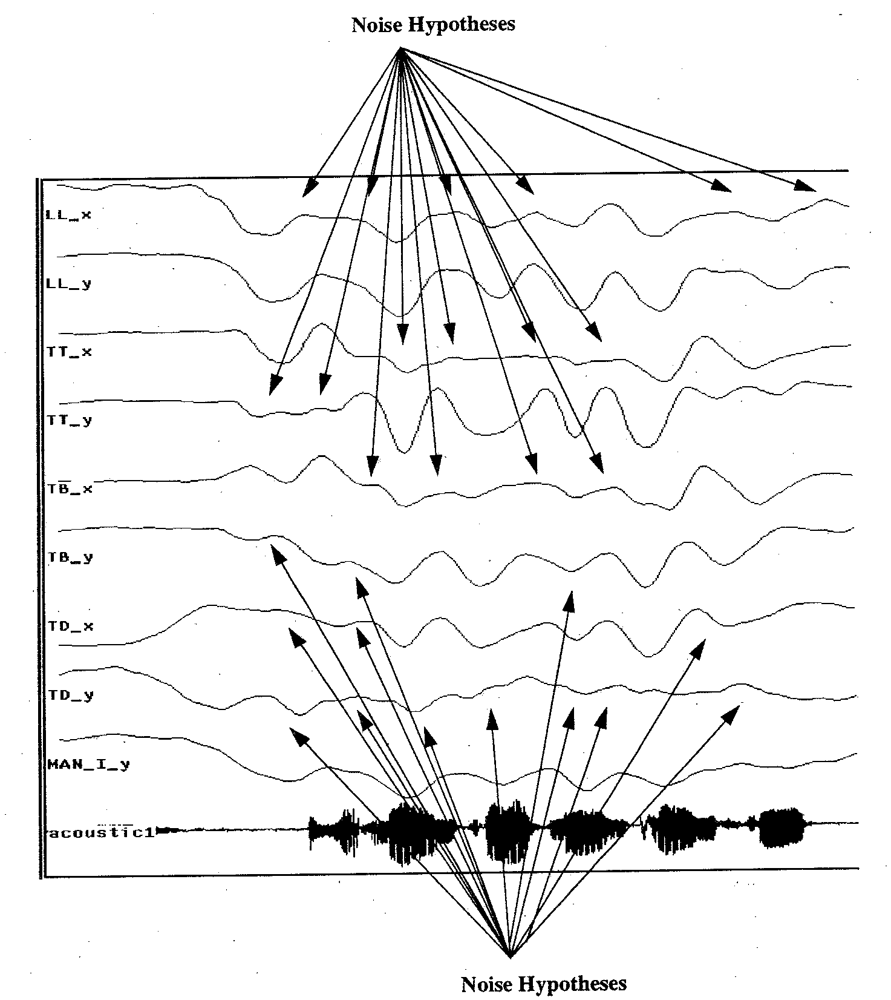 Noise Hypotheses
LL_x
LL_y
TT_x
TT_y
TB_x
TB_y
TD_x
TD_y
MAN_I_y
acoustic1
Noise Hypotheses